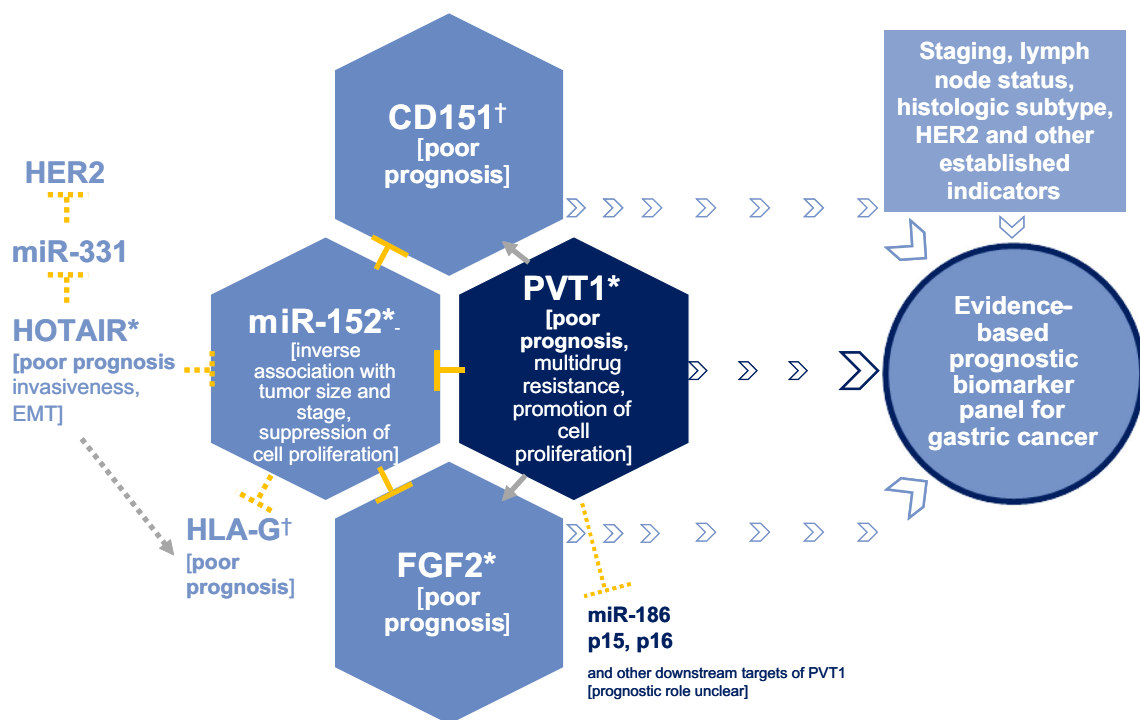 CD151†
[poor
prognosis]
Staging, lymph
node status,
histologic subtype,
HER2 and other
established
indicators
HER2
miR-331
HOTAIR*
[poor prognosis
invasiveness,
EMT]
miR-152*-
[inverse
association with
tumor size and
stage,
suppression of
cell proliferation]
PVT1*
[poor
prognosis,
multidrug
resistance,
promotion of
cell
proliferation]
Evidence-
based
prognostic
biomarker
panel for
gastric cancer
HLA-G†
[poor
prognosis]
FGF2*
[poor
prognosis]
miR-186
p15, p16
and other downstream targets of PVT1
[prognostic role unclear]